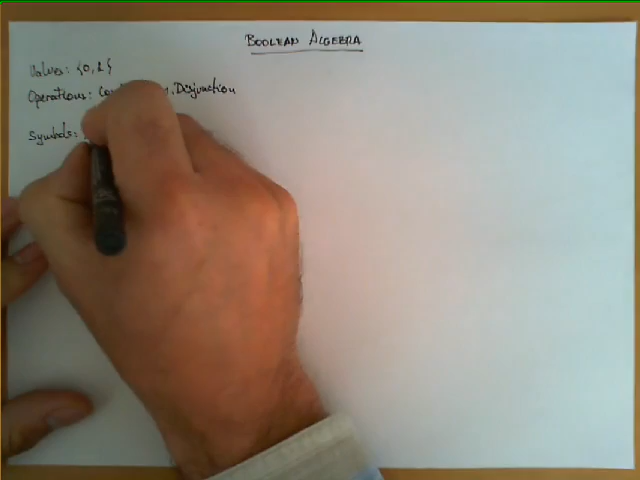 BOOLEAN ALGEBRA
Values: {0,1}
Operations: , Disjunction
Symbols: